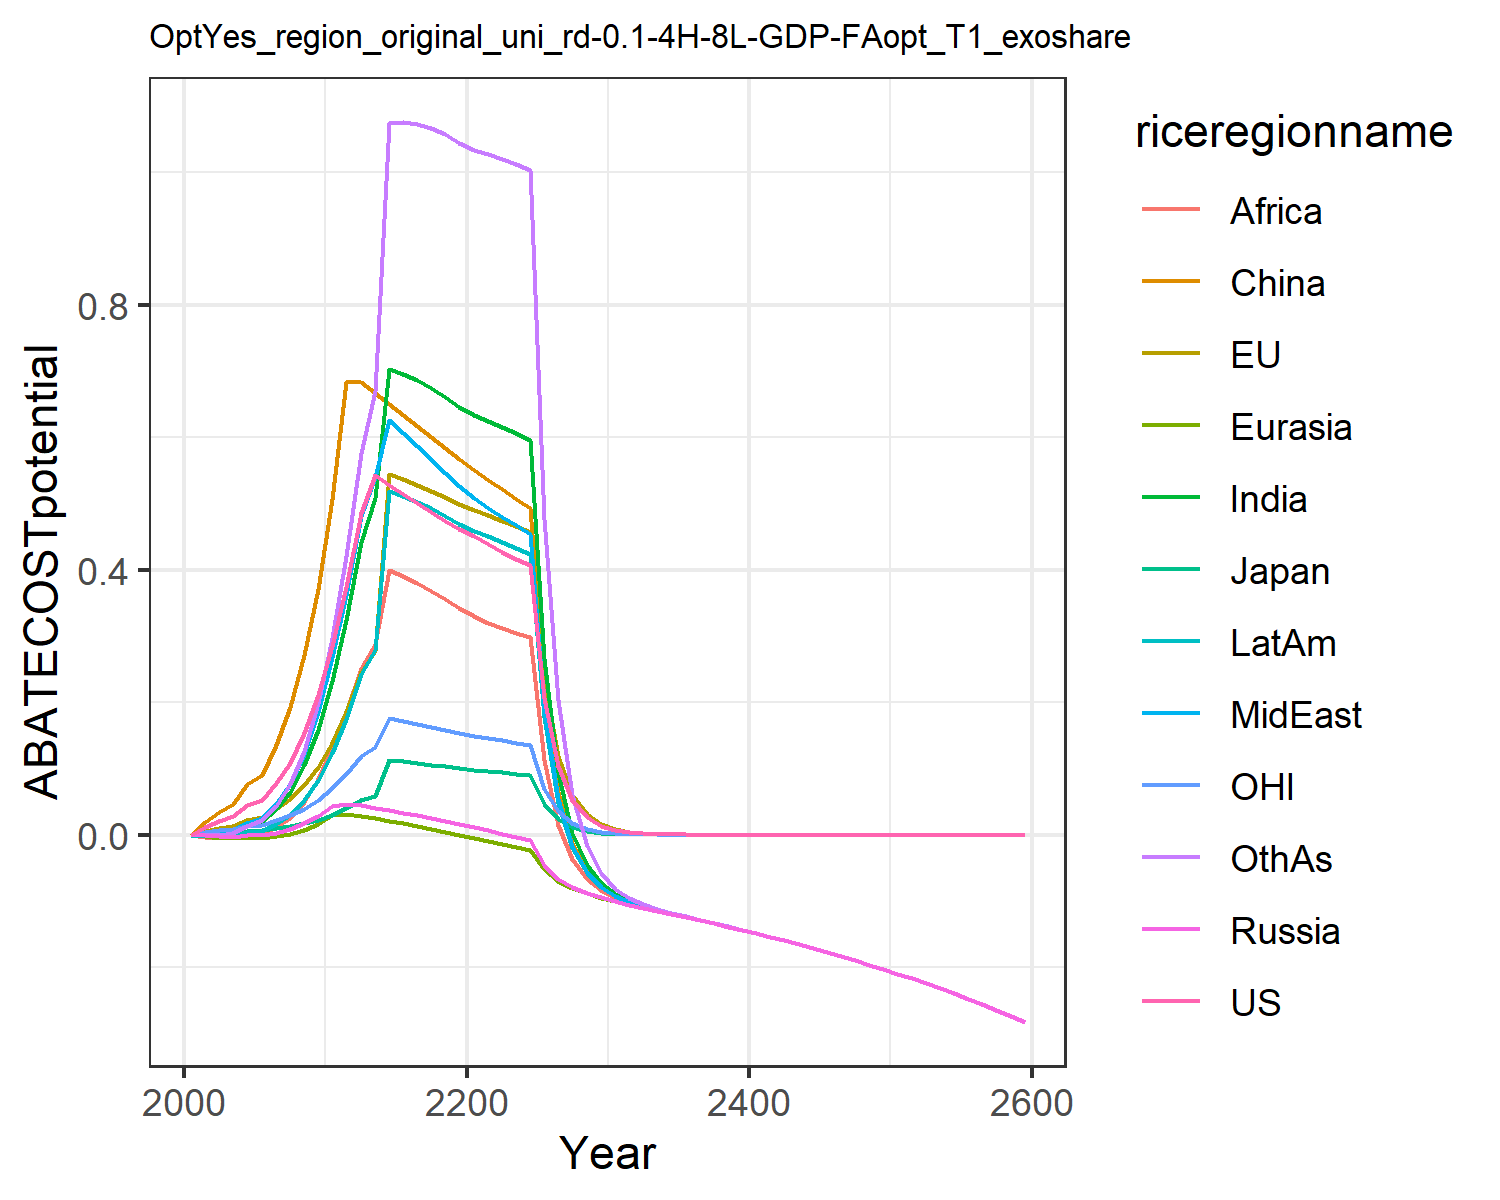 OptYes_region_original_uni_rd-0.1-4H-8L-GDP-FAopt_T1_exoshare
ABATECOSTpotential
0.8
0.4
0.0
2000
2200
2400
2600
Year
riceregionname
Africa
China
EU
Eurasia
India
Japan
LatAm
MidEast
OHI
OthAs
Russia
US